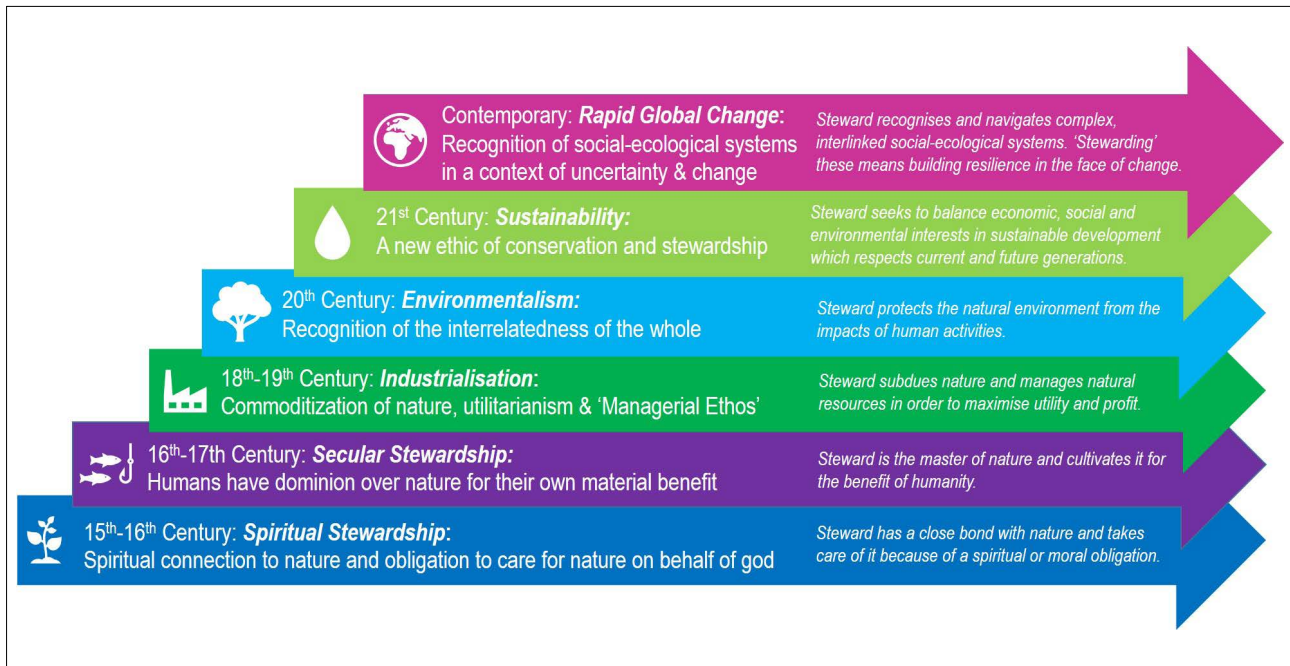 Contemporary: Rapid Global Change:
Recognition of social-ecological systems
in a context of uncertainty & change
Steward recognises and navigates complex,
interlinked social-ecological systems. ‘Stewarding’
these means building resilience in the face of change.
21st Century: Sustainability:
A new ethic of conservation and stewardship
Steward seeks to balance economic, social and
environmental interests in sustainable development
which respects current and future generations.
20th Century: Environmentalism:
Recognition of the interrelatedness of the whole
Steward protects the natural environment from the
impacts of human activities.
18th-19th Century: Industrialisation:
Commoditization of nature, utilitarianism & ‘Managerial Ethos’
Steward subdues nature and manages natural
resources in order to maximise utility and profit.
16th-17th Century: Secular Stewardship:
Humans have dominion over nature for their own material benefit
Steward is the master of nature and cultivates it for
the benefit of humanity.
15th-16th Century: Spiritual Stewardship:
Spiritual connection to nature and obligation to care for nature on behalf of god
Steward has a close bond with nature and takes
care of it because of a spiritual or moral obligation.